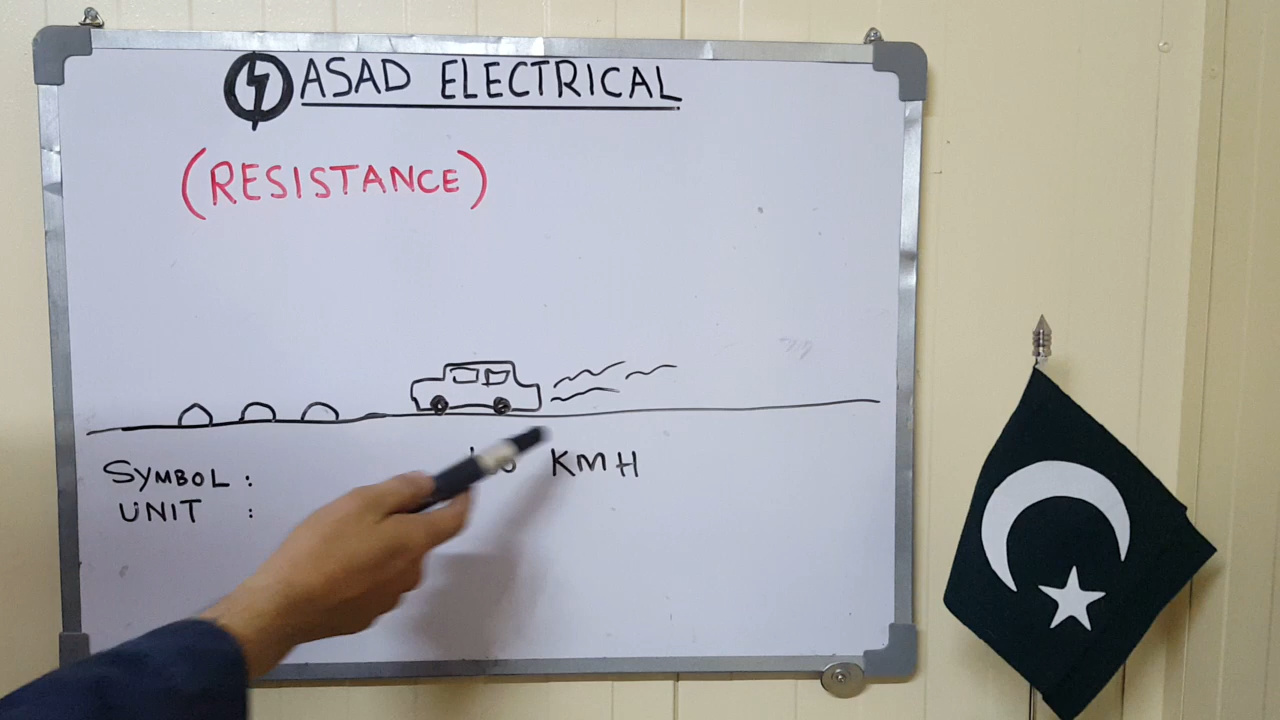 ASAD ELECTRICAL
(RESISTANCE)
SYMBOL :
KMH
UNIT :